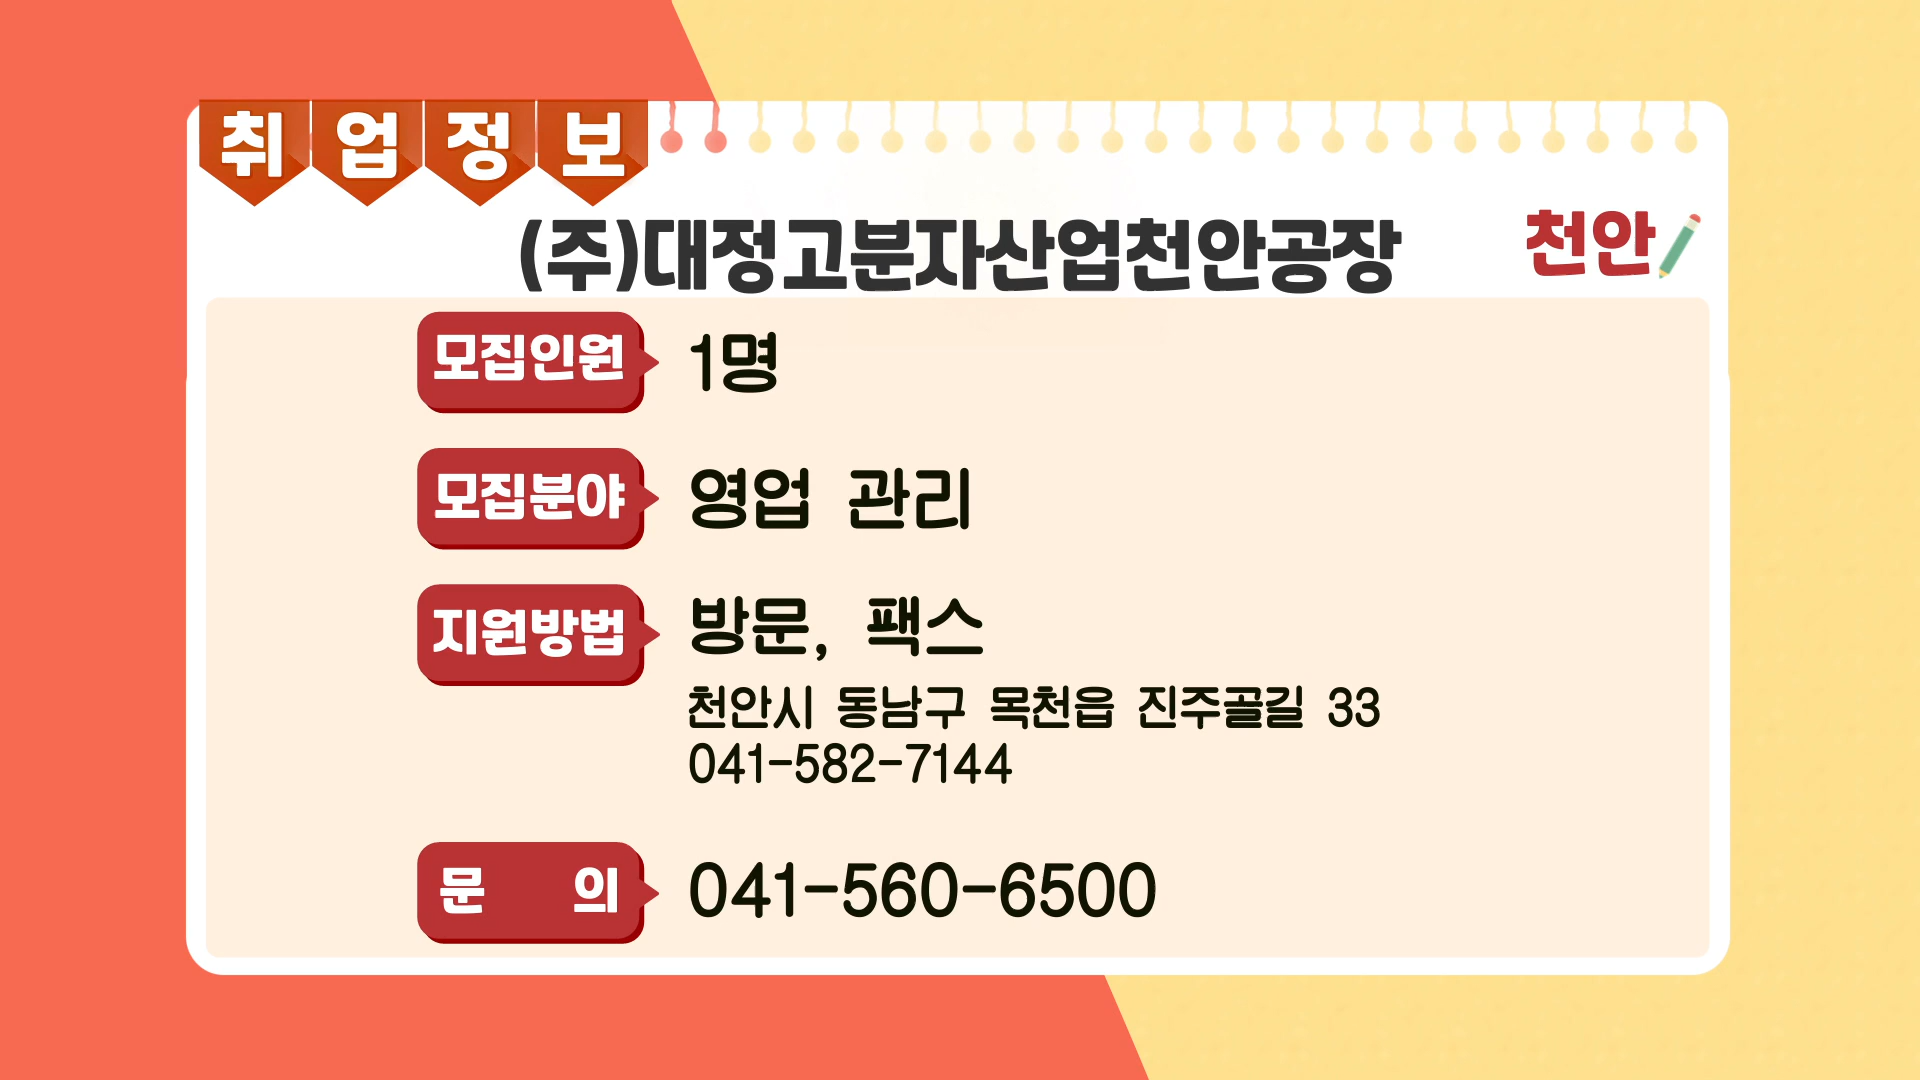 취업정보
(주)대정고분자산업천안공장
천안
모집인원 1명
모집분야 영업 관리
지원방법 방문, 팩스
천안시 동남구 목천읍 진주골길 33
041-582-7144
문의 041-560-6500